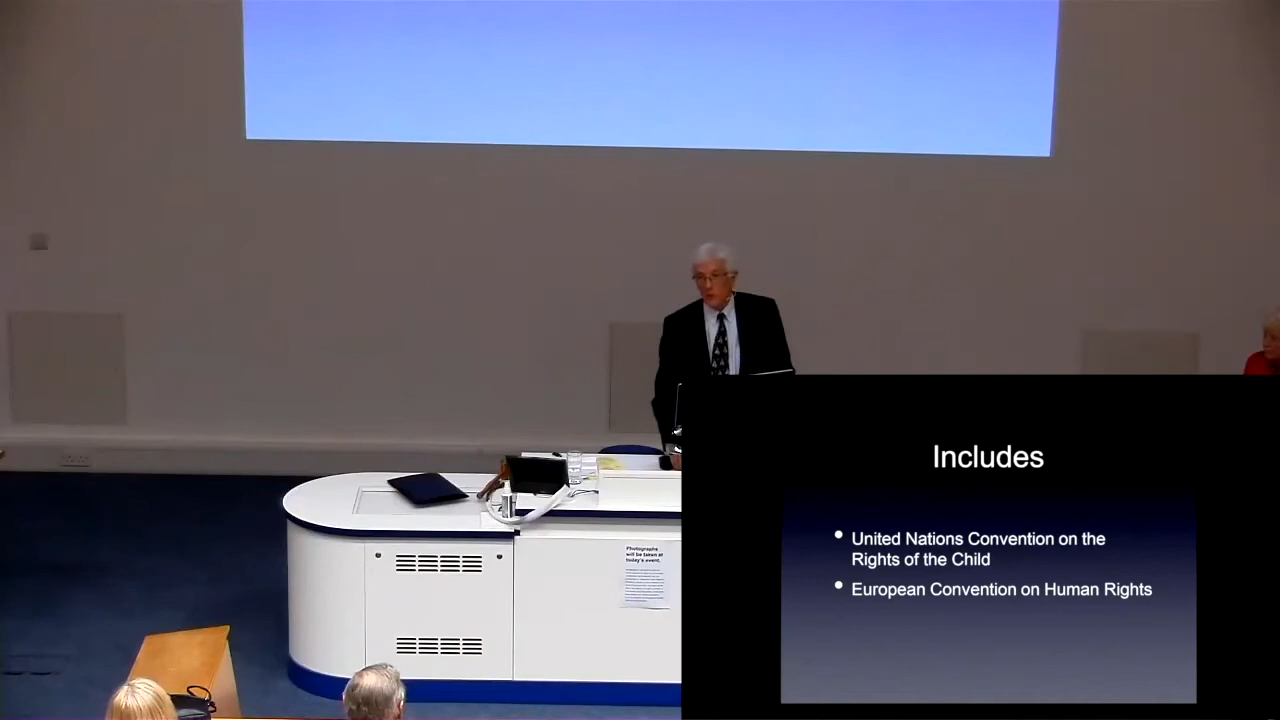 Photographs
will be taken at
today's event.
Includes
• United Nations Convention on the
Rights of the Child
• European Convention on Human Rights